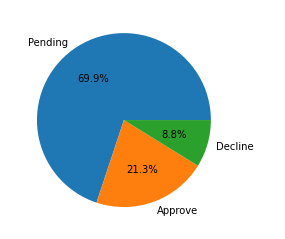 Pending
69.9%
8.8%
Decline
21.3%
Approve